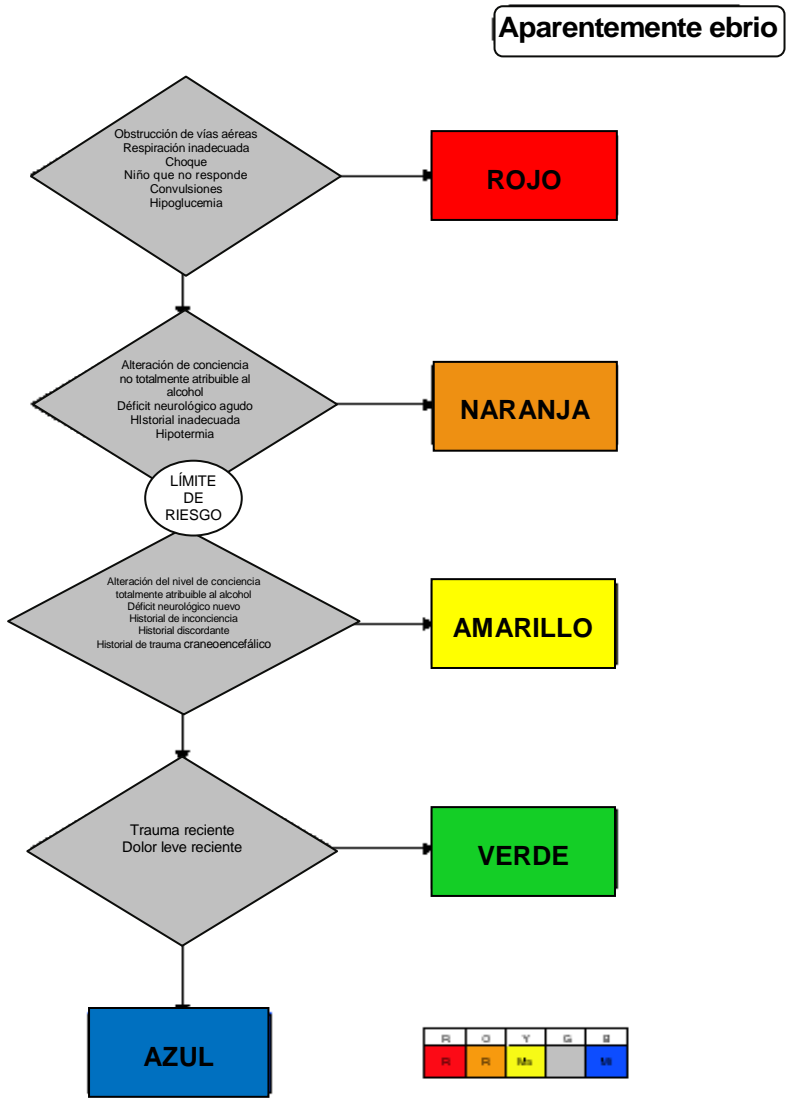 Aparentemente ebrio
Obstrucción de vías aéreas
Respiración inadecuada
Choque
Niño que no responde
Convulsiones
Hipoglucemia
ROJO
Alteración de conciencia
no totalmente atribuible al
alcohol
Déficit neurológico agudo
HIstorial inadecuada
Hipotermia
NARANJA
LÍMITE
DE
RIESGO
Alteración del nivel de conciencia
totalmente atribuible al alcohol
Déficit neurológico nuevo
Historial de inconciencia
Historial discordante
Historial de trauma craneoencefálico
AMARILLO
Trauma reciente
Dolor leve reciente
VERDE
AZUL
R O Y G B
R R Ma